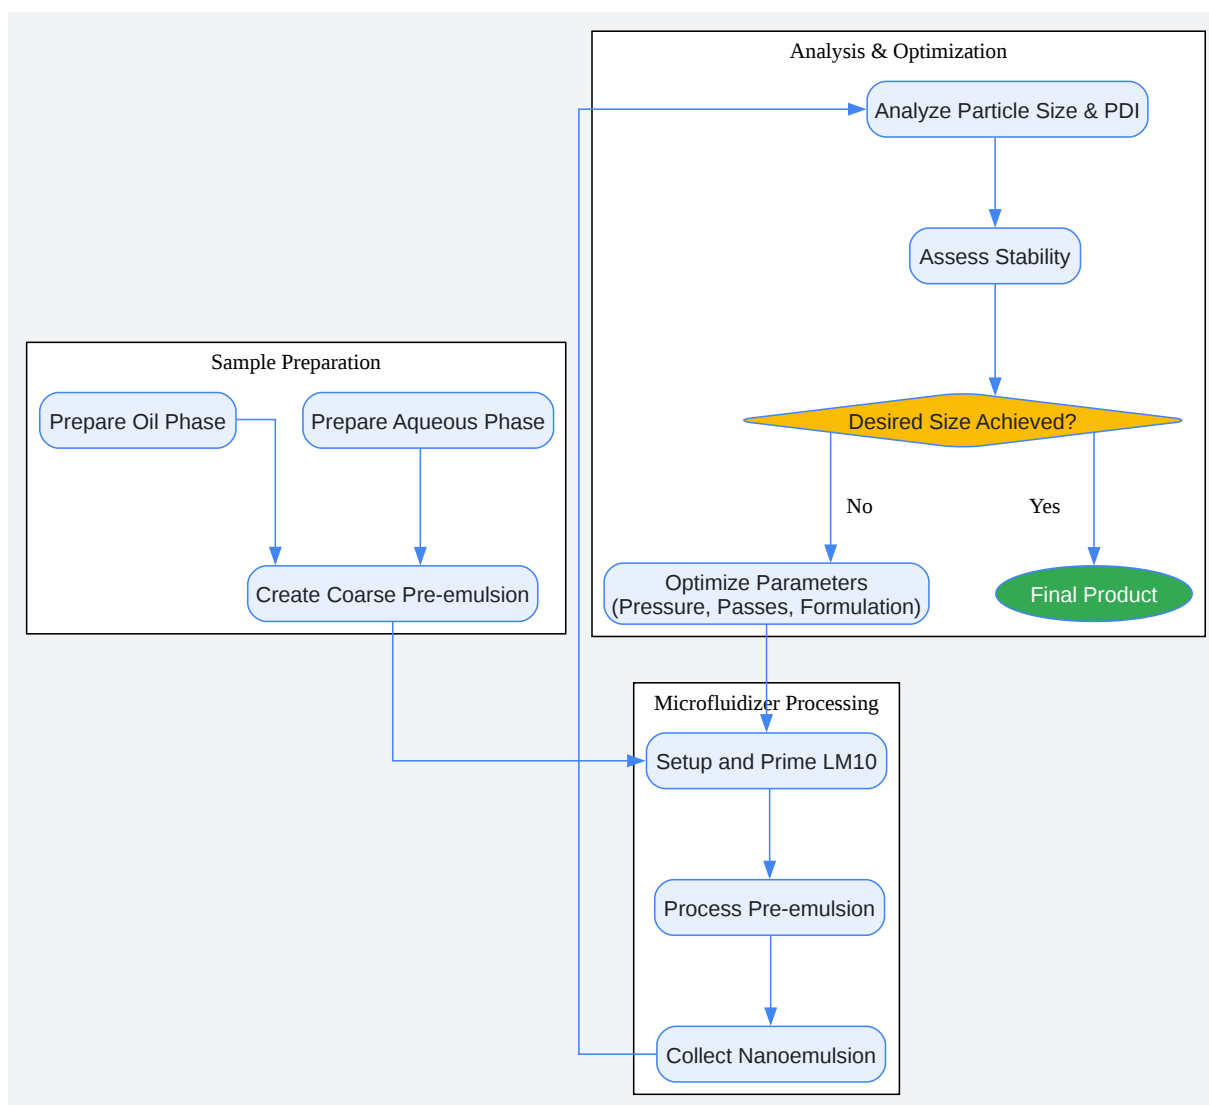 Analysis & Optimization
Analyze Particle Size & PDI
Assess Stability
Sample Preparation
Prepare Oil Phase
Prepare Aqueous Phase
Desired Size Achieved?
No
Yes
Create Coarse Pre-emulsion
Optimize Parameters
(Pressure, Passes, Formulation)
Final Product
Microfluidizer Processing
Setup and Prime LM10
Process Pre-emulsion
Collect Nanoemulsion